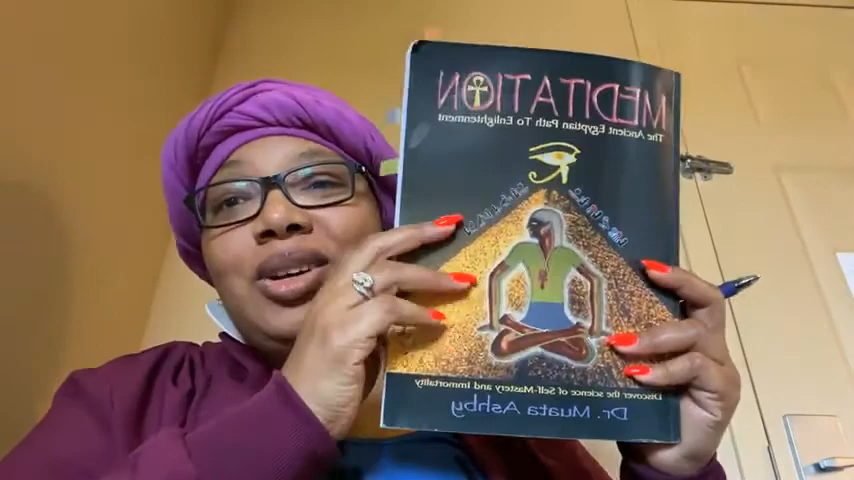 MEDITATION
The Ancient Egyptian Path To Enlightenment
Discover the Science of Self-Mastery and Immortality
Dr. Muata Ashby